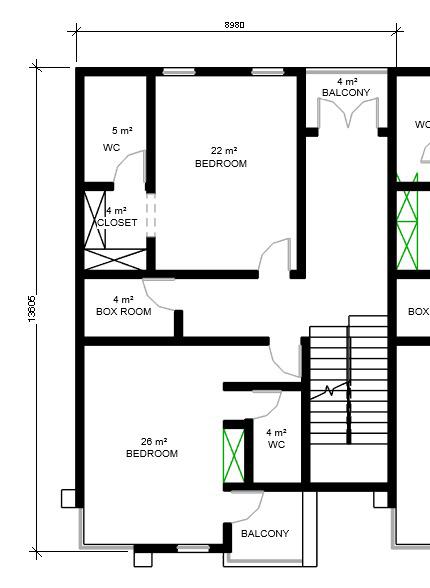 8980
4 m²
BALCONY
5 m²
WC
22 m²
BEDROOM
WC
4 m²
CLOSET
13605
4 m²
BOX ROOM
BOX
26 m²
BEDROOM
4 m²
WC
BALCONY